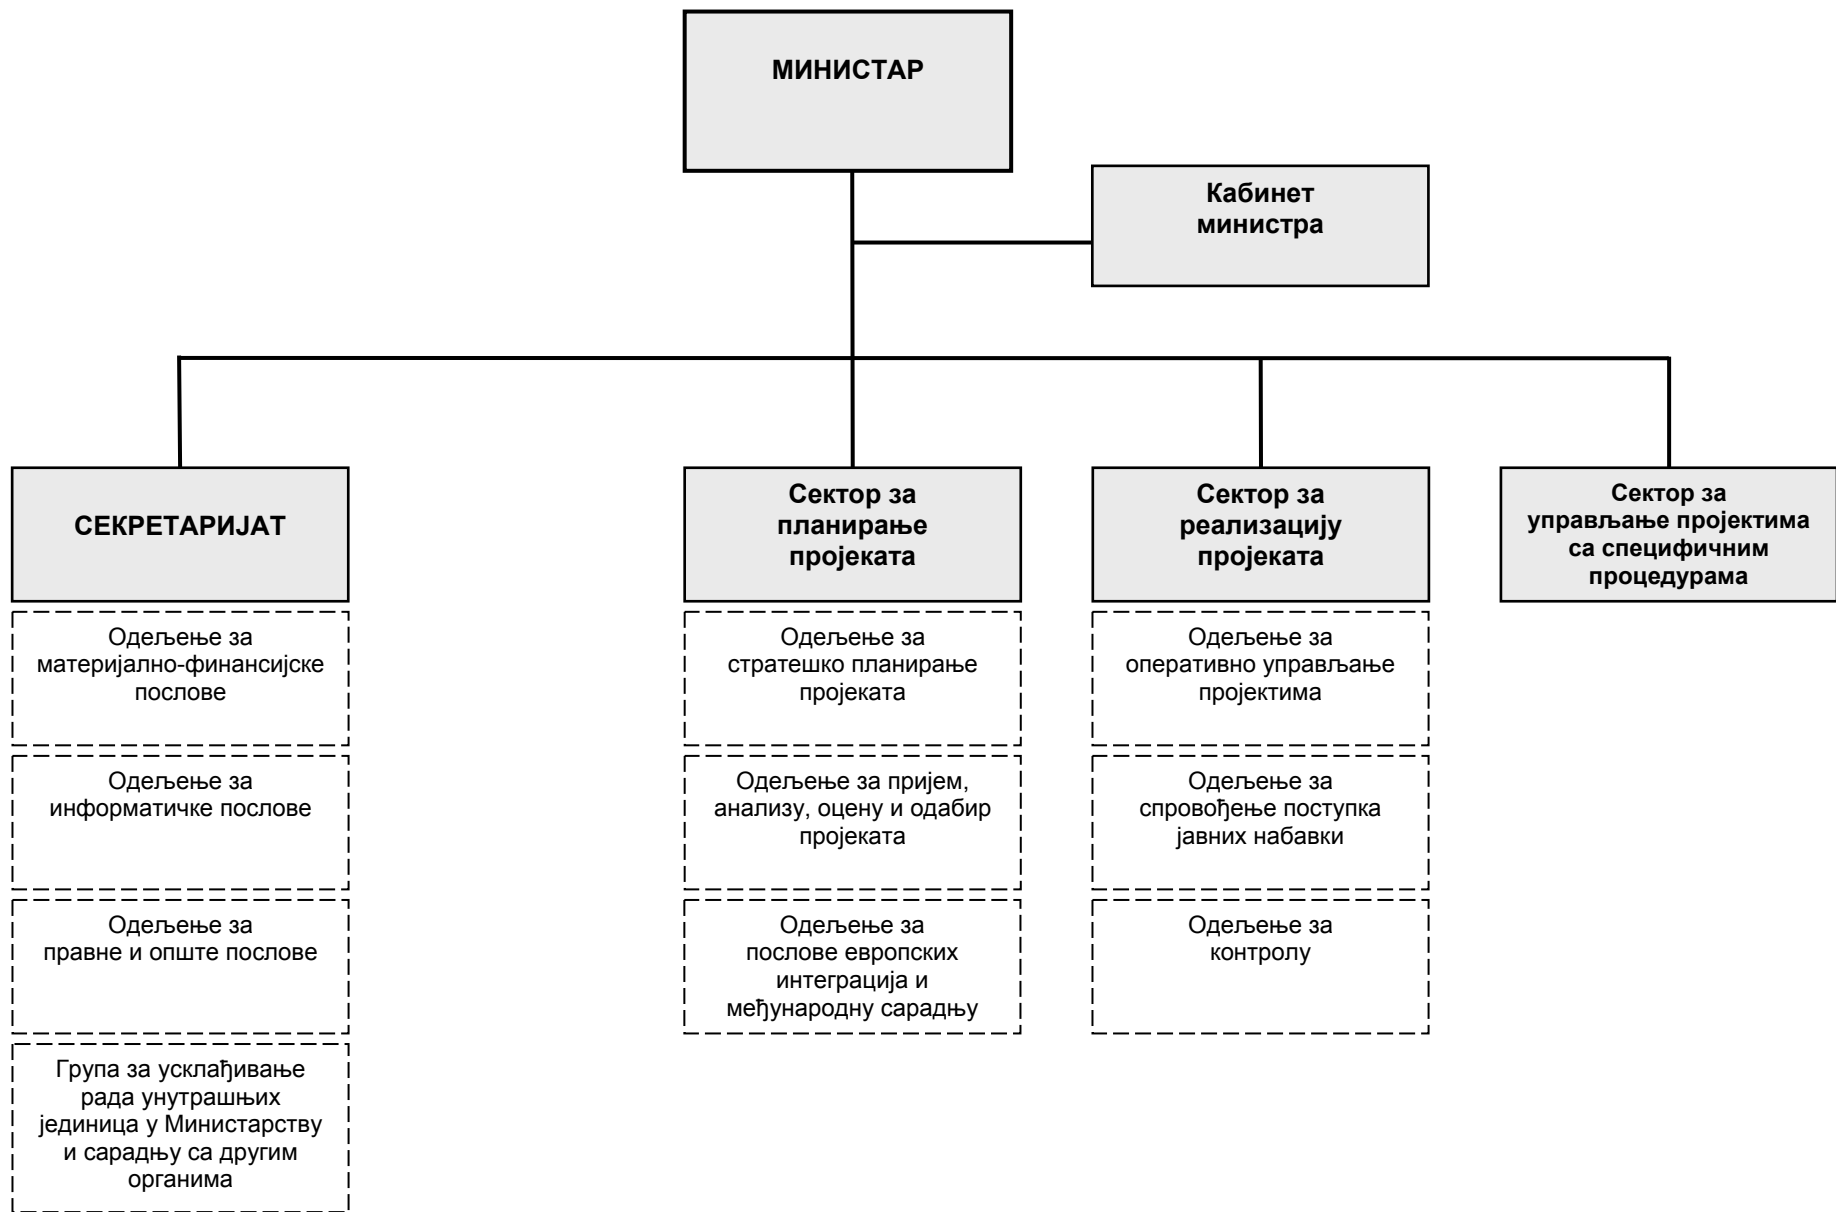 МИНИСТАР
Кабинет
министра
СЕКРЕТАРИЈАТ
Одељење за
материјално-финансијске
послове
Одељење за
информатичке послове
Одељење за
правне и опште послове
Група за усклађивање
рада унутрашњих
јединица у Министарству
и сарадњу са другим
органима
Сектор за
планирање
пројеката
Одељење за
стратешко планирање
пројеката
Одељење за пријем,
анализу, оцену и одабир
пројеката
Одељење за
послове европских
интеграција и
међународну сарадњу
Сектор за
реализацију
пројеката
Одељење за
оперативно управљање
пројектима
Одељење за
спровођење поступка
јавних набавки
Одељење за
контролу
Сектор за
управљање пројектима
са специфичним
процедурама